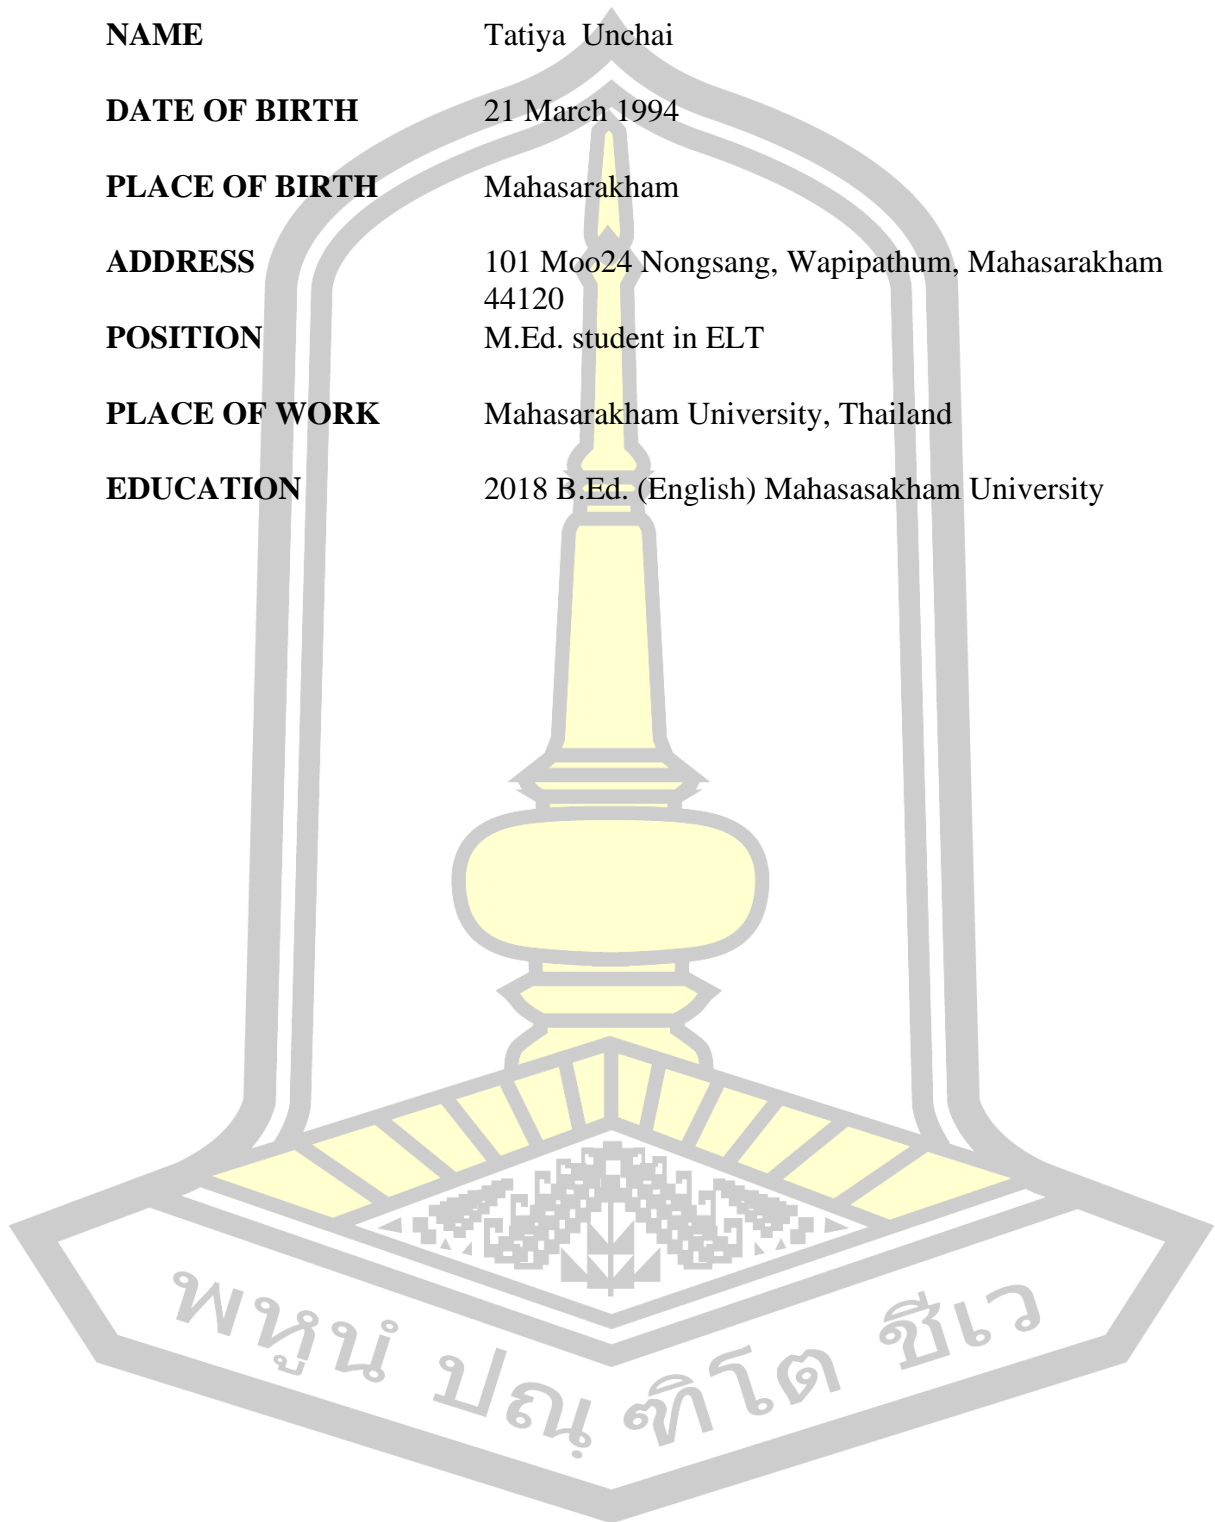 NAME Tatiya Unchai
DATE OF BIRTH 21 March 1994
PLACE OF BIRTH Mahasarakham
ADDRESS 101 Moo24 Nongsang, Wapipathum, Mahasarakham
44120
POSITION M.Ed. student in ELT
PLACE OF WORK Mahasarakham University, Thailand
EDUCATION 2018 B.Ed. (English) Mahasasakham University
พหูนํ ปณฺฑิโต ชีเว